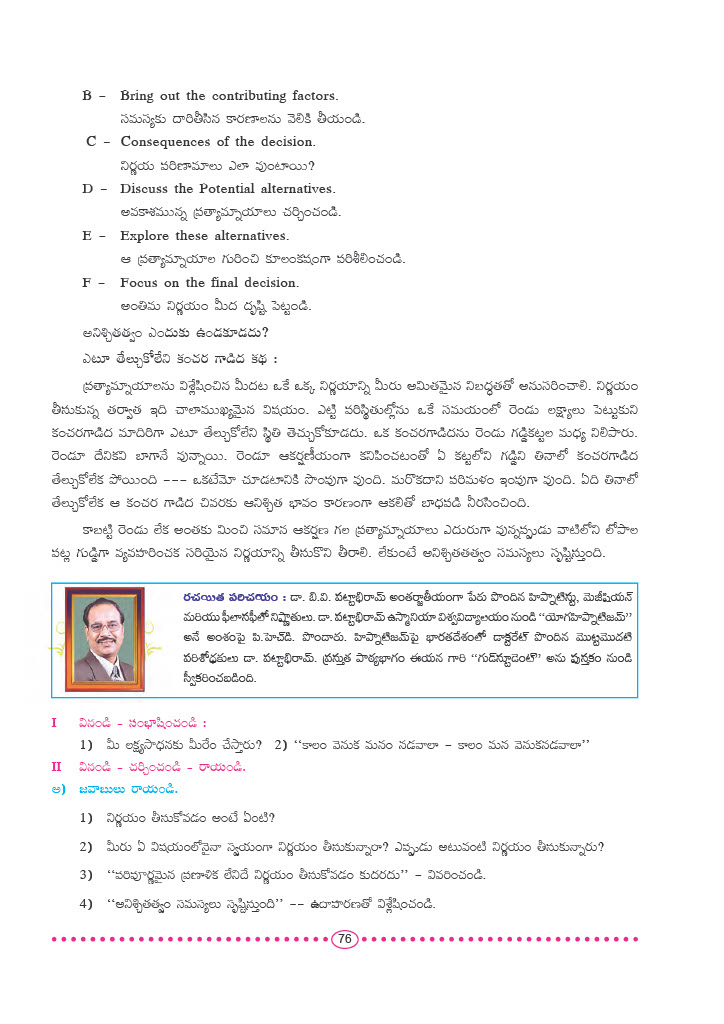 B – Bring out the contributing factors.
సమస్యకు దారితీసిన కారణాలను వెలికి తీయండి.
C – Consequences of the decision.
నిర్ణయ పరిణామాలు ఎలా వుంటాయి?
D – Discuss the Potential alternatives.
అవకాశమున్న ప్రత్యామ్నాయాలు చర్చించండి.
E – Explore these alternatives.
ఆ ప్రత్యామ్నాయాల గురించి కూలంకషంగా పరిశీలించండి.
F – Focus on the final decision.
అంతిమ నిర్ణయం మీద దృష్టి పెట్టండి.
అనిశ్చితత్వం ఎందుకు ఉండకూడదు?
ఎటూ తేల్చుకోలేని కంచర గాడిద కథ :
ప్రత్యామ్నాయాలను విశ్లేషించిన మీదట ఒకే ఒక్క నిర్ణయాన్ని మీరు ఆమితమైన నిబద్ధతతో అనుసరించాలి. నిర్ణయం
తీసుకున్న తర్వాత ఇది చాలాముఖ్యమైన విషయం. ఎట్టి పరిస్థితుల్లోను ఒకే సమయంలో రెండు లక్ష్యాలు పెట్టుకుని
కంచరగాడిద మాదిరిగా ఎటూ తేల్చుకోలేని స్థితి తెచ్చుకోకూడదు. ఒక కంచరగాడిదను రెండు గడ్డికట్టల మధ్య నిలిపారు.
రెండూ దేనికవి బాగానే వున్నాయి. రెండూ ఆకర్షణీయంగా కనిపించటంతో ఏ కట్టలోని గడ్డిని తినాలో కంచరగాడిద
తేల్చుకోలేక పోయింది --- ఒకటేమో చూడటానికి సొంపుగా వుంది. మరొకదాని పరిమళం ఇంపుగా వుంది. ఏది తినాలో
తేల్చుకోలేక ఆ కంచర గాడిద చివరకు ఆనిశ్చిత భావం కారణంగా ఆకలితో బాధపడి నీరసించింది.
కాబట్టి రెండు లేక అంతకు మించి సమాన ఆకర్షణ గల ప్రత్యామ్నాయాలు ఎదురుగా వున్నప్పుడు వాటిలోని లోపాల
పట్ల గుడ్డిగా వ్యవహరించక సరియైన నిర్ణయాన్ని తీసుకొని తీరాలి. లేకుంటే అనిశ్చితతత్వం సమస్యలు సృష్టిస్తుంది.
రచయిత పరిచయం : డా. బి.వి. పట్టాభిరామ్ అంతర్జాతీయంగా పేరు పొందిన హిప్నాటిస్టు, మెజీషియన్
మరియు ఫిలాసఫీలో నిష్ణాతులు. డా. పట్టాభిరామ్ ఉస్మానియా విశ్వవిద్యాలయం నుండి ‘‘యోగహిప్నాటిజమ్’’
అనే అంశంపై పి.హెచ్‌డి. పొందారు. హిప్నాటిజమ్‌పై భారతదేశంలో డాక్టరేట్ పొందిన మొట్టమొదటి
పరిశోధకులు డా. పట్టాభిరామ్. ప్రస్తుత పాఠ్యభాగం ఈయన గారి ‘‘గుడ్‌స్టూడెంట్’’ అను పుస్తకం నుండి
స్వీకరించబడింది.
I వినండి - సంభాషించండి :
1) మీ లక్ష్యసాధనకు మీరేం చేస్తారు? 2) ‘‘కాలం వెనుక మనం నడవాలా - కాలం మన వెనుకనడవాలా’’
II వినండి - చర్చించండి - రాయండి.
అ) జవాబులు రాయండి.
1) నిర్ణయం తీసుకోవడం అంటే ఏంటి?
2) మీరు ఏ విషయంలోనైనా స్వయంగా నిర్ణయం తీసుకున్నారా? ఎప్పుడు అటువంటి నిర్ణయం తీసుకున్నారు?
3) ‘‘పరిపూర్ణమైన ప్రణాళిక లేనిదే నిర్ణయం తీసుకోవడం కుదరదు’’ - వివరించండి.
4) ‘‘అనిశ్చితత్వం సమస్యలు సృష్టిస్తుంది’’ -- ఉదాహరణతో విశ్లేషించండి.
76